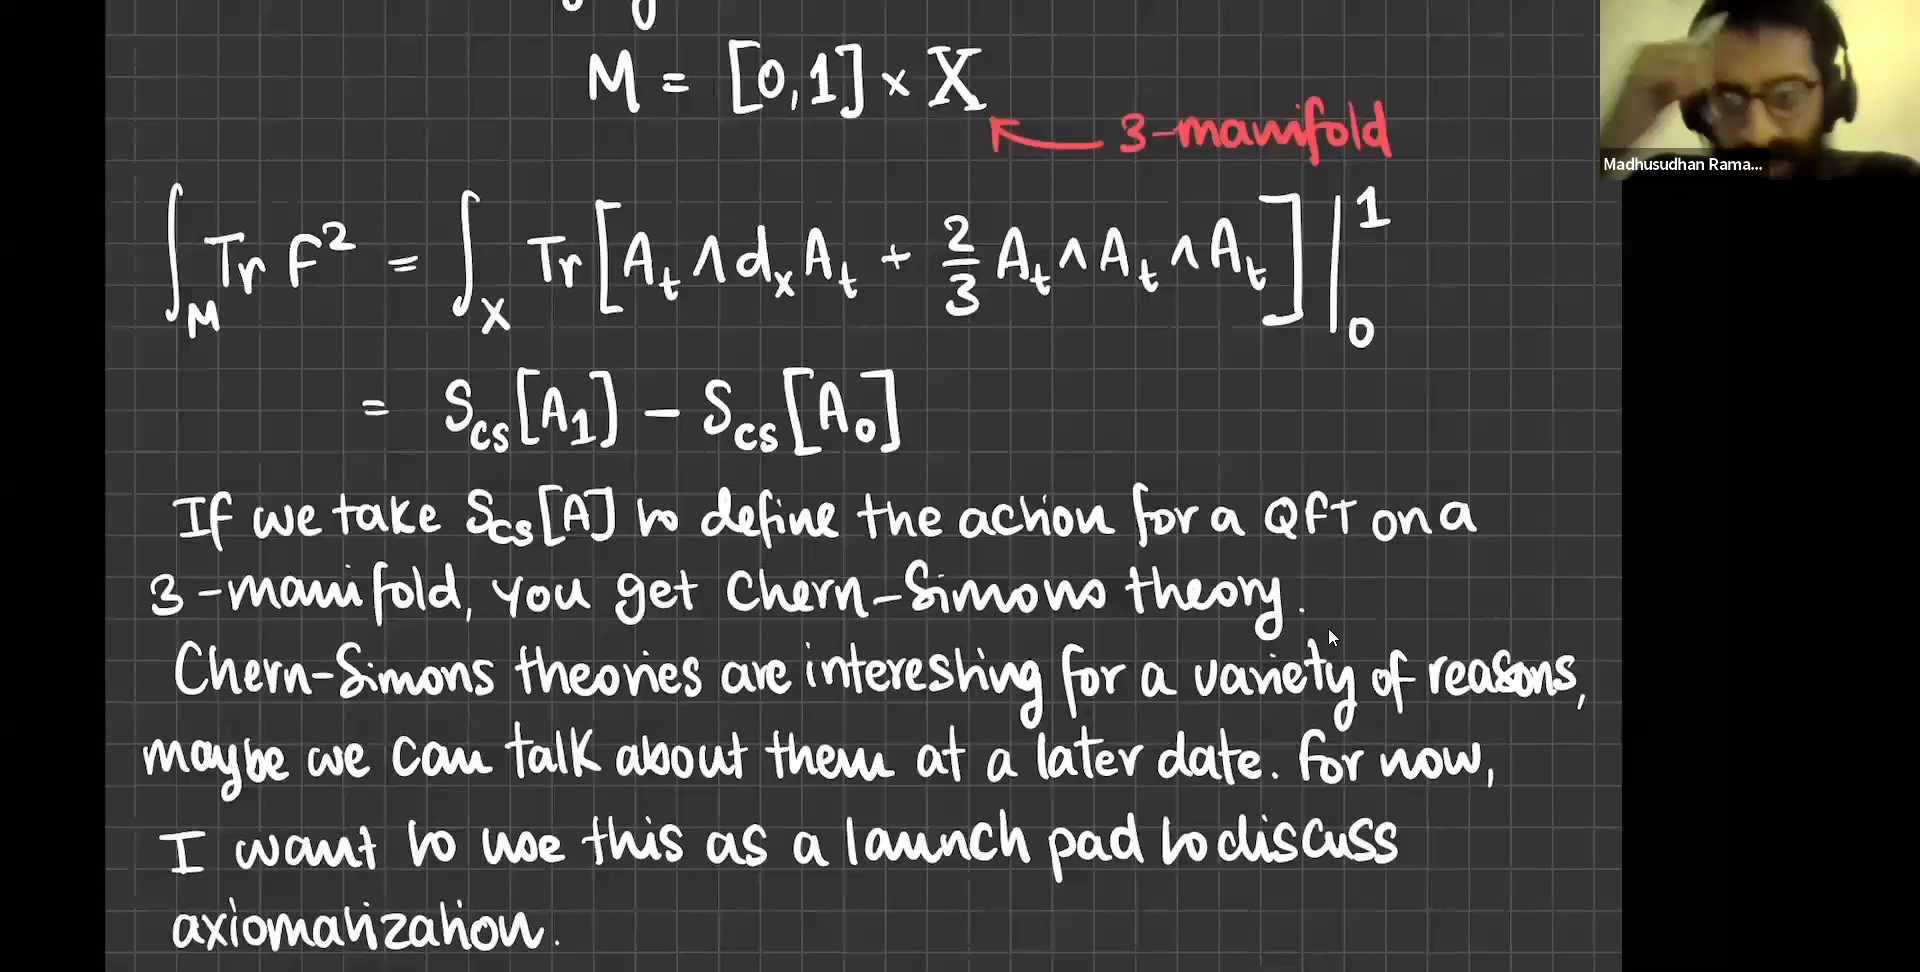 M = [0,1] × X
3-manifold
Madhusudhan Rama...
∫_M Tr F² = ∫_X Tr[A_t ∧ d_x A_t + 2/3 A_t ∧ A_t ∧ A_t] |_0^1
= S_cs[A_1] − S_cs[A_0]
If we take S_cs[A] to define the action for a QFT on a
3-manifold, you get Chern-Simons theory.
Chern-Simons theories are interesting for a variety of reasons,
maybe we can talk about them at a later date. For now,
I want to use this as a launch pad to discuss
axiomatization.